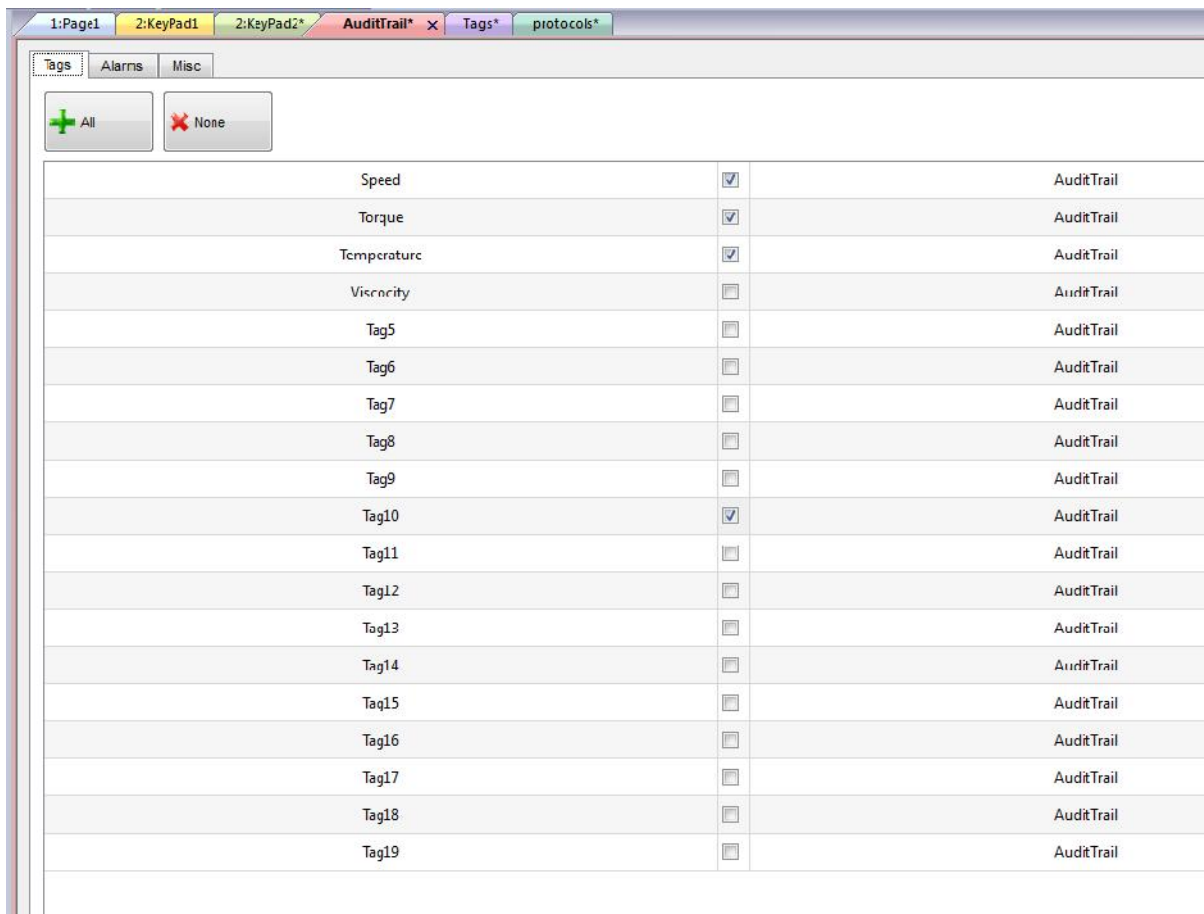 1:Page1 2:KeyPad1 2:KeyPad2* AuditTrail* Tags* protocols*
Tags Alarms Misc
All None
Speed AuditTrail
Torque AuditTrail
Temperature AuditTrail
Viscocity AuditTrail
Tag5 AuditTrail
Tag6 AuditTrail
Tag7 AuditTrail
Tag8 AuditTrail
Tag9 AuditTrail
Tag10 AuditTrail
Tag11 AuditTrail
Tag12 AuditTrail
Tag13 AuditTrail
Tag14 AuditTrail
Tag15 AuditTrail
Tag16 AuditTrail
Tag17 AuditTrail
Tag18 AuditTrail
Tag19 AuditTrail